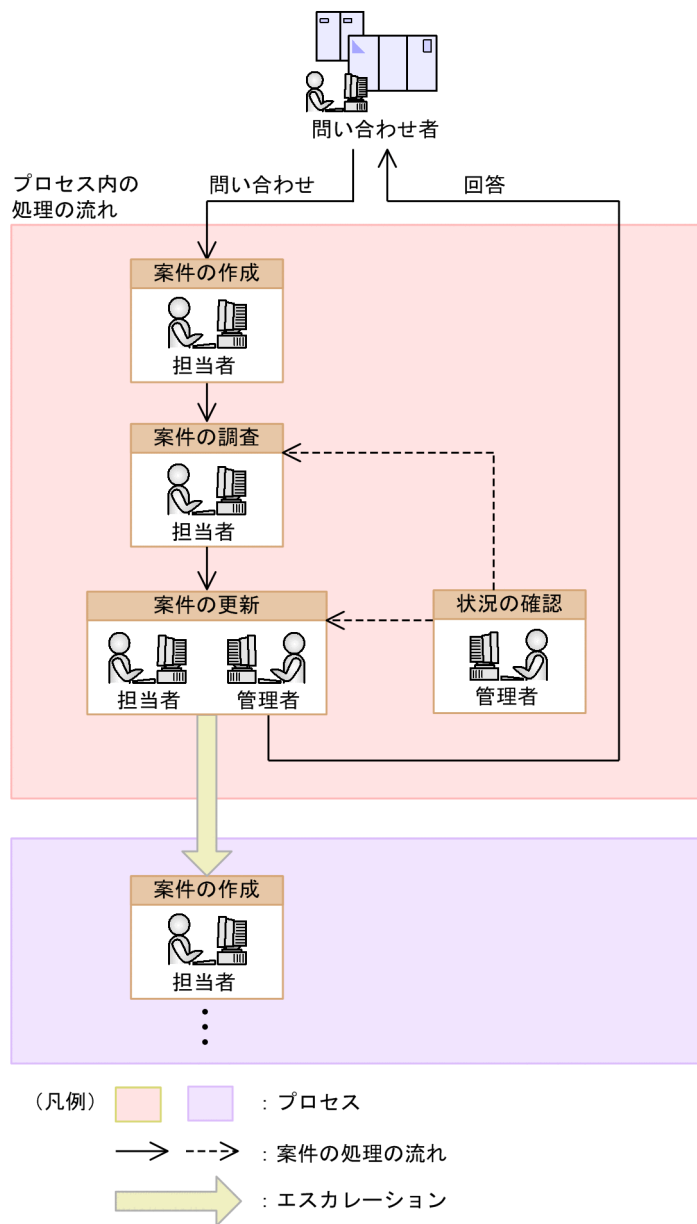 問い合わせ者
プロセス内の
処理の流れ
問い合わせ
回答
案件の作成
担当者
案件の調査
担当者
案件の更新
担当者
管理者
状況の確認
管理者
案件の作成
担当者
（凡例）
：プロセス
：案件の処理の流れ
：エスカレーション